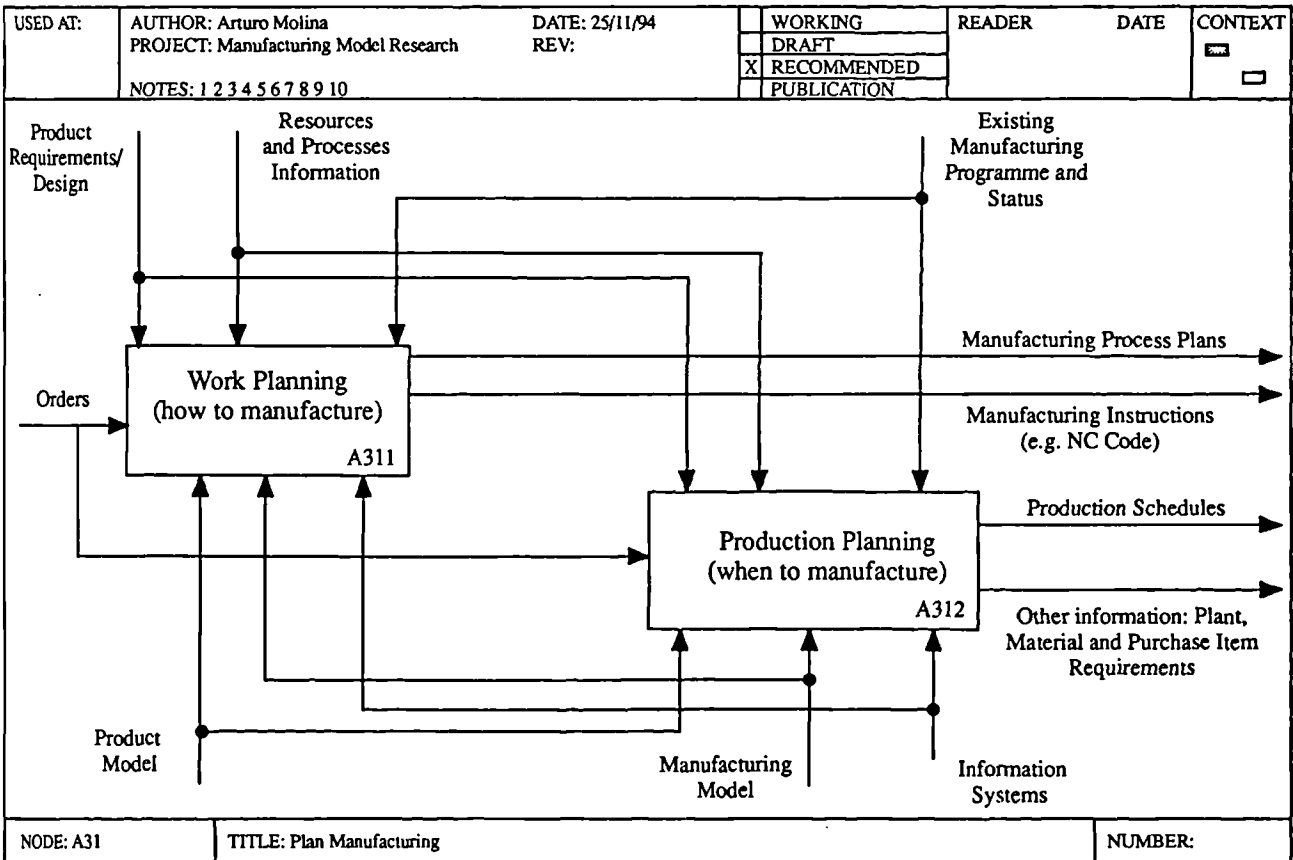 USED AT:
AUTHOR: Arturo Molina
DATE: 25/11/94
PROJECT: Manufacturing Model Research
REV:
NOTES: 1 2 3 4 5 6 7 8 9 10
WORKING
DRAFT
X RECOMMENDED
PUBLICATION
READER
DATE
CONTEXT
Product
Requirements/
Design
Resources
and Processes
Information
Existing
Manufacturing
Programme and
Status
Orders
Work Planning
(how to manufacture)
A311
Manufacturing Process Plans
Manufacturing Instructions
(e.g. NC Code)
Production Planning
(when to manufacture)
A312
Production Schedules
Other information: Plant,
Material and Purchase Item
Requirements
Product
Model
Manufacturing
Model
Information
Systems
NODE: A31
TITLE: Plan Manufacturing
NUMBER: